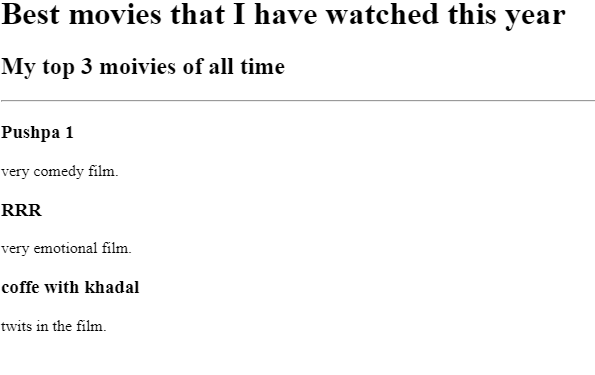 Best movies that I have watched this year
My top 3 moivies of all time
Pushpa 1
very comedy film.
RRR
very emotional film.
coffe with khadal
twits in the film.